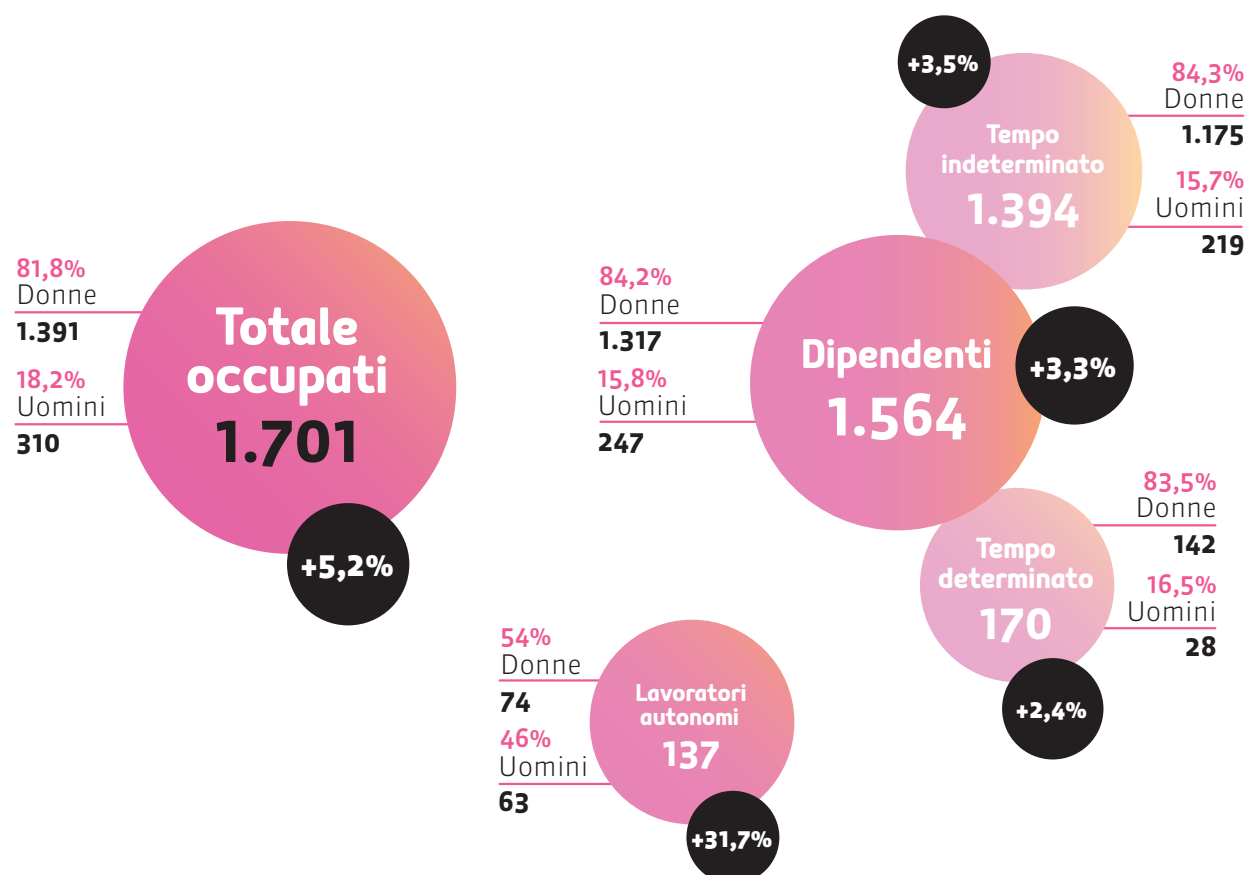 81,8%
Donne
1.391
18,2%
Uomini
310
Totale
occupati
1.701
+5,2%
84,2%
Donne
1.317
15,8%
Uomini
247
Dipendenti
1.564
+3,3%
+3,5%
Tempo
indeterminato
1.394
84,3%
Donne
1.175
15,7%
Uomini
219
Tempo
determinato
170
+2,4%
83,5%
Donne
142
16,5%
Uomini
28
54%
Donne
74
46%
Uomini
63
Lavoratori
autonomi
137
+31,7%